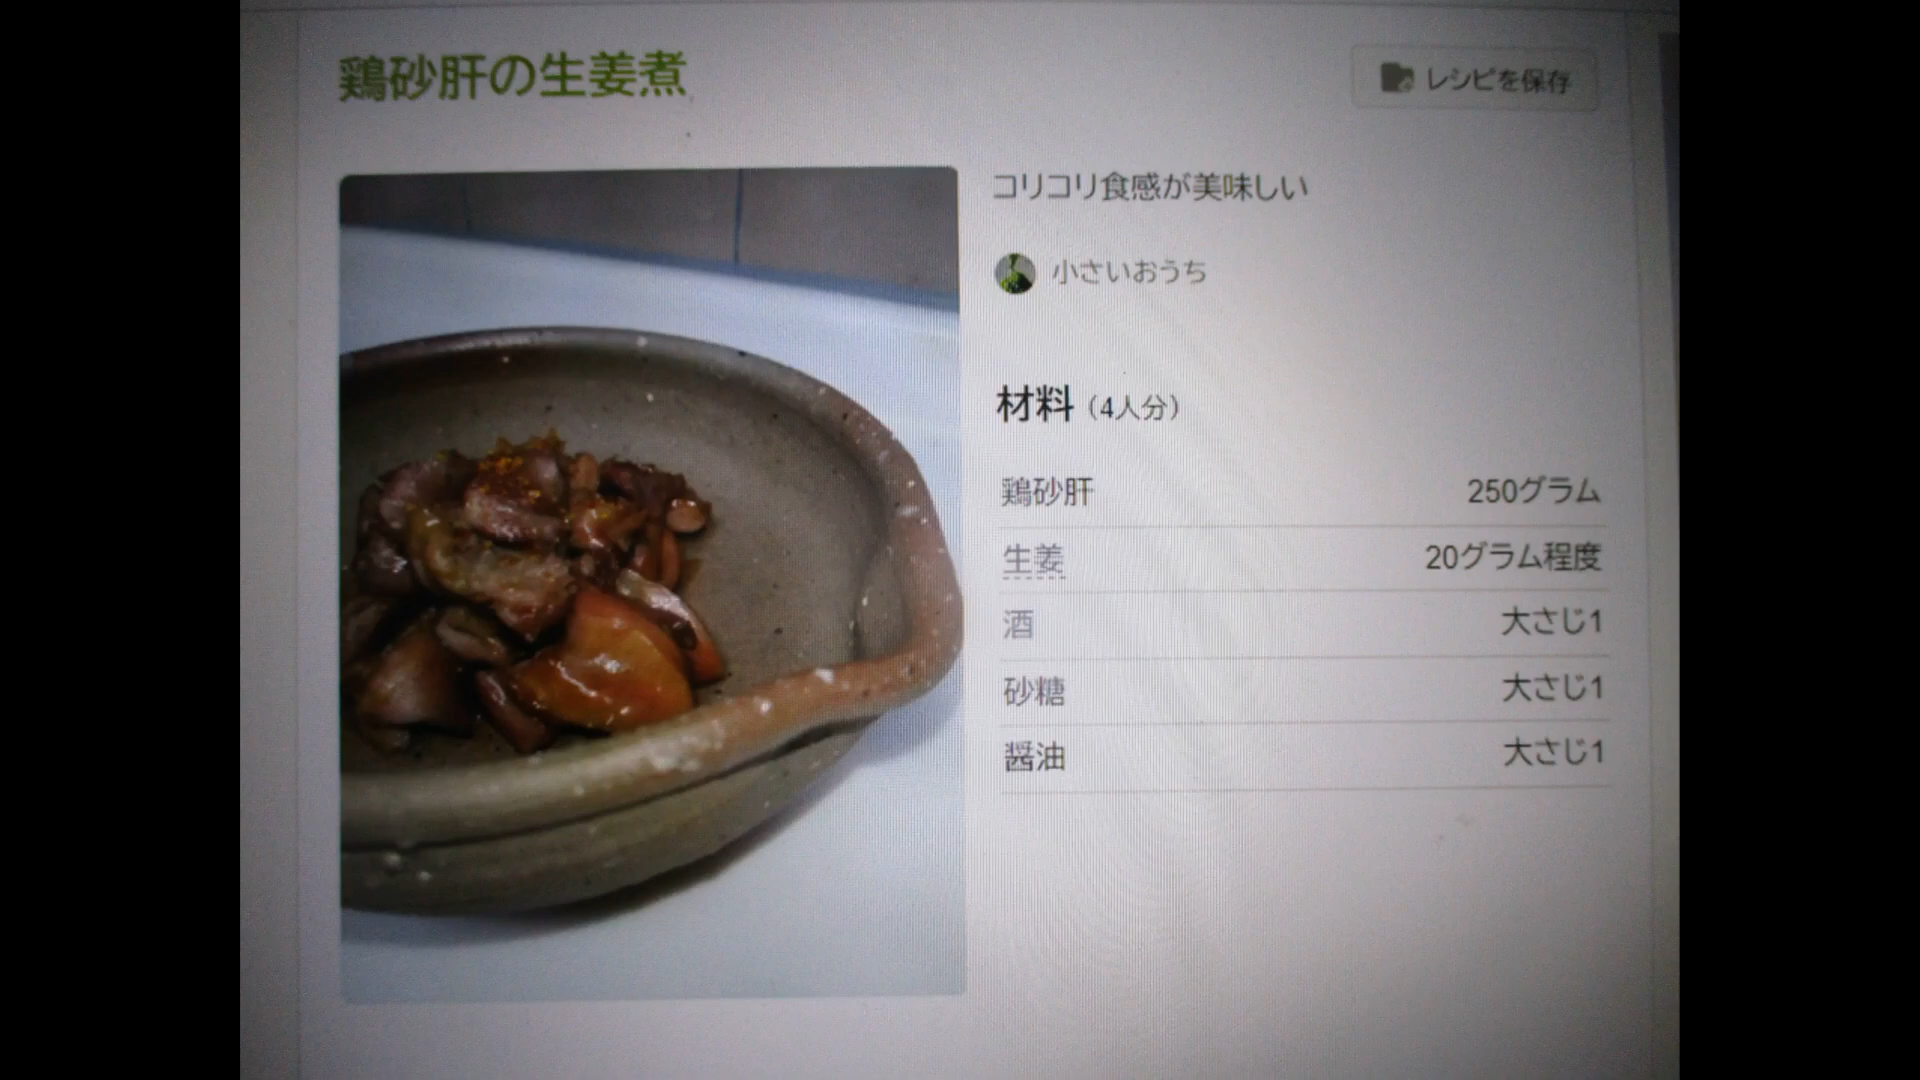 鶏砂肝の生姜煮
レシピを保存
コリコリ食感が美味しい
小さいおうち
材料（4人分）
鶏砂肝 250グラム
生姜 20グラム程度
酒 大さじ1
砂糖 大さじ1
醤油 大さじ1